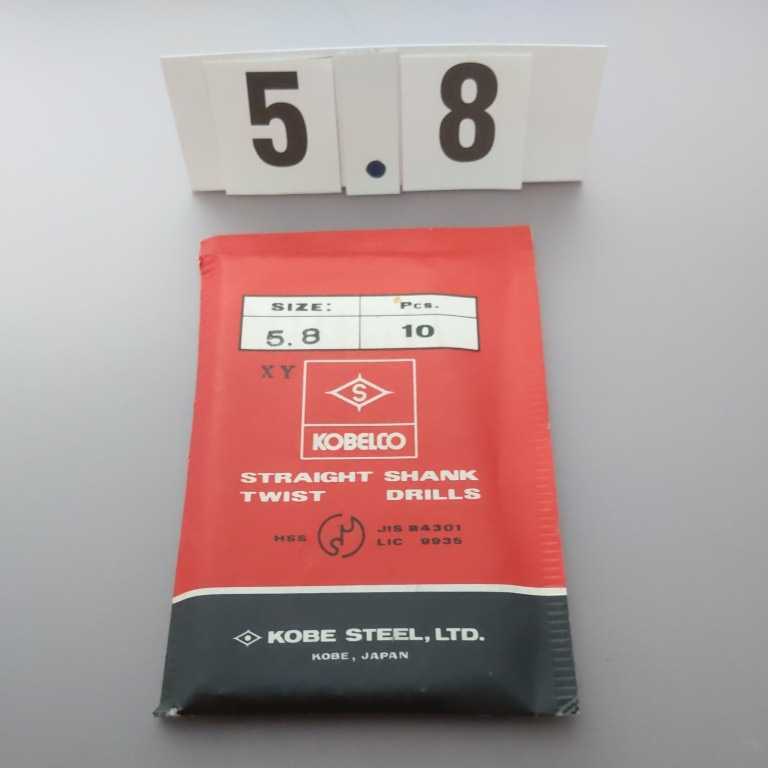 5.8
SIZE: Pcs.
5.8 10
XY
S
KOBELCO
STRAIGHT SHANK
TWIST DRILLS
HSS JIS B4301
LIC 9935
KOBE STEEL, LTD.
KOBE, JAPAN